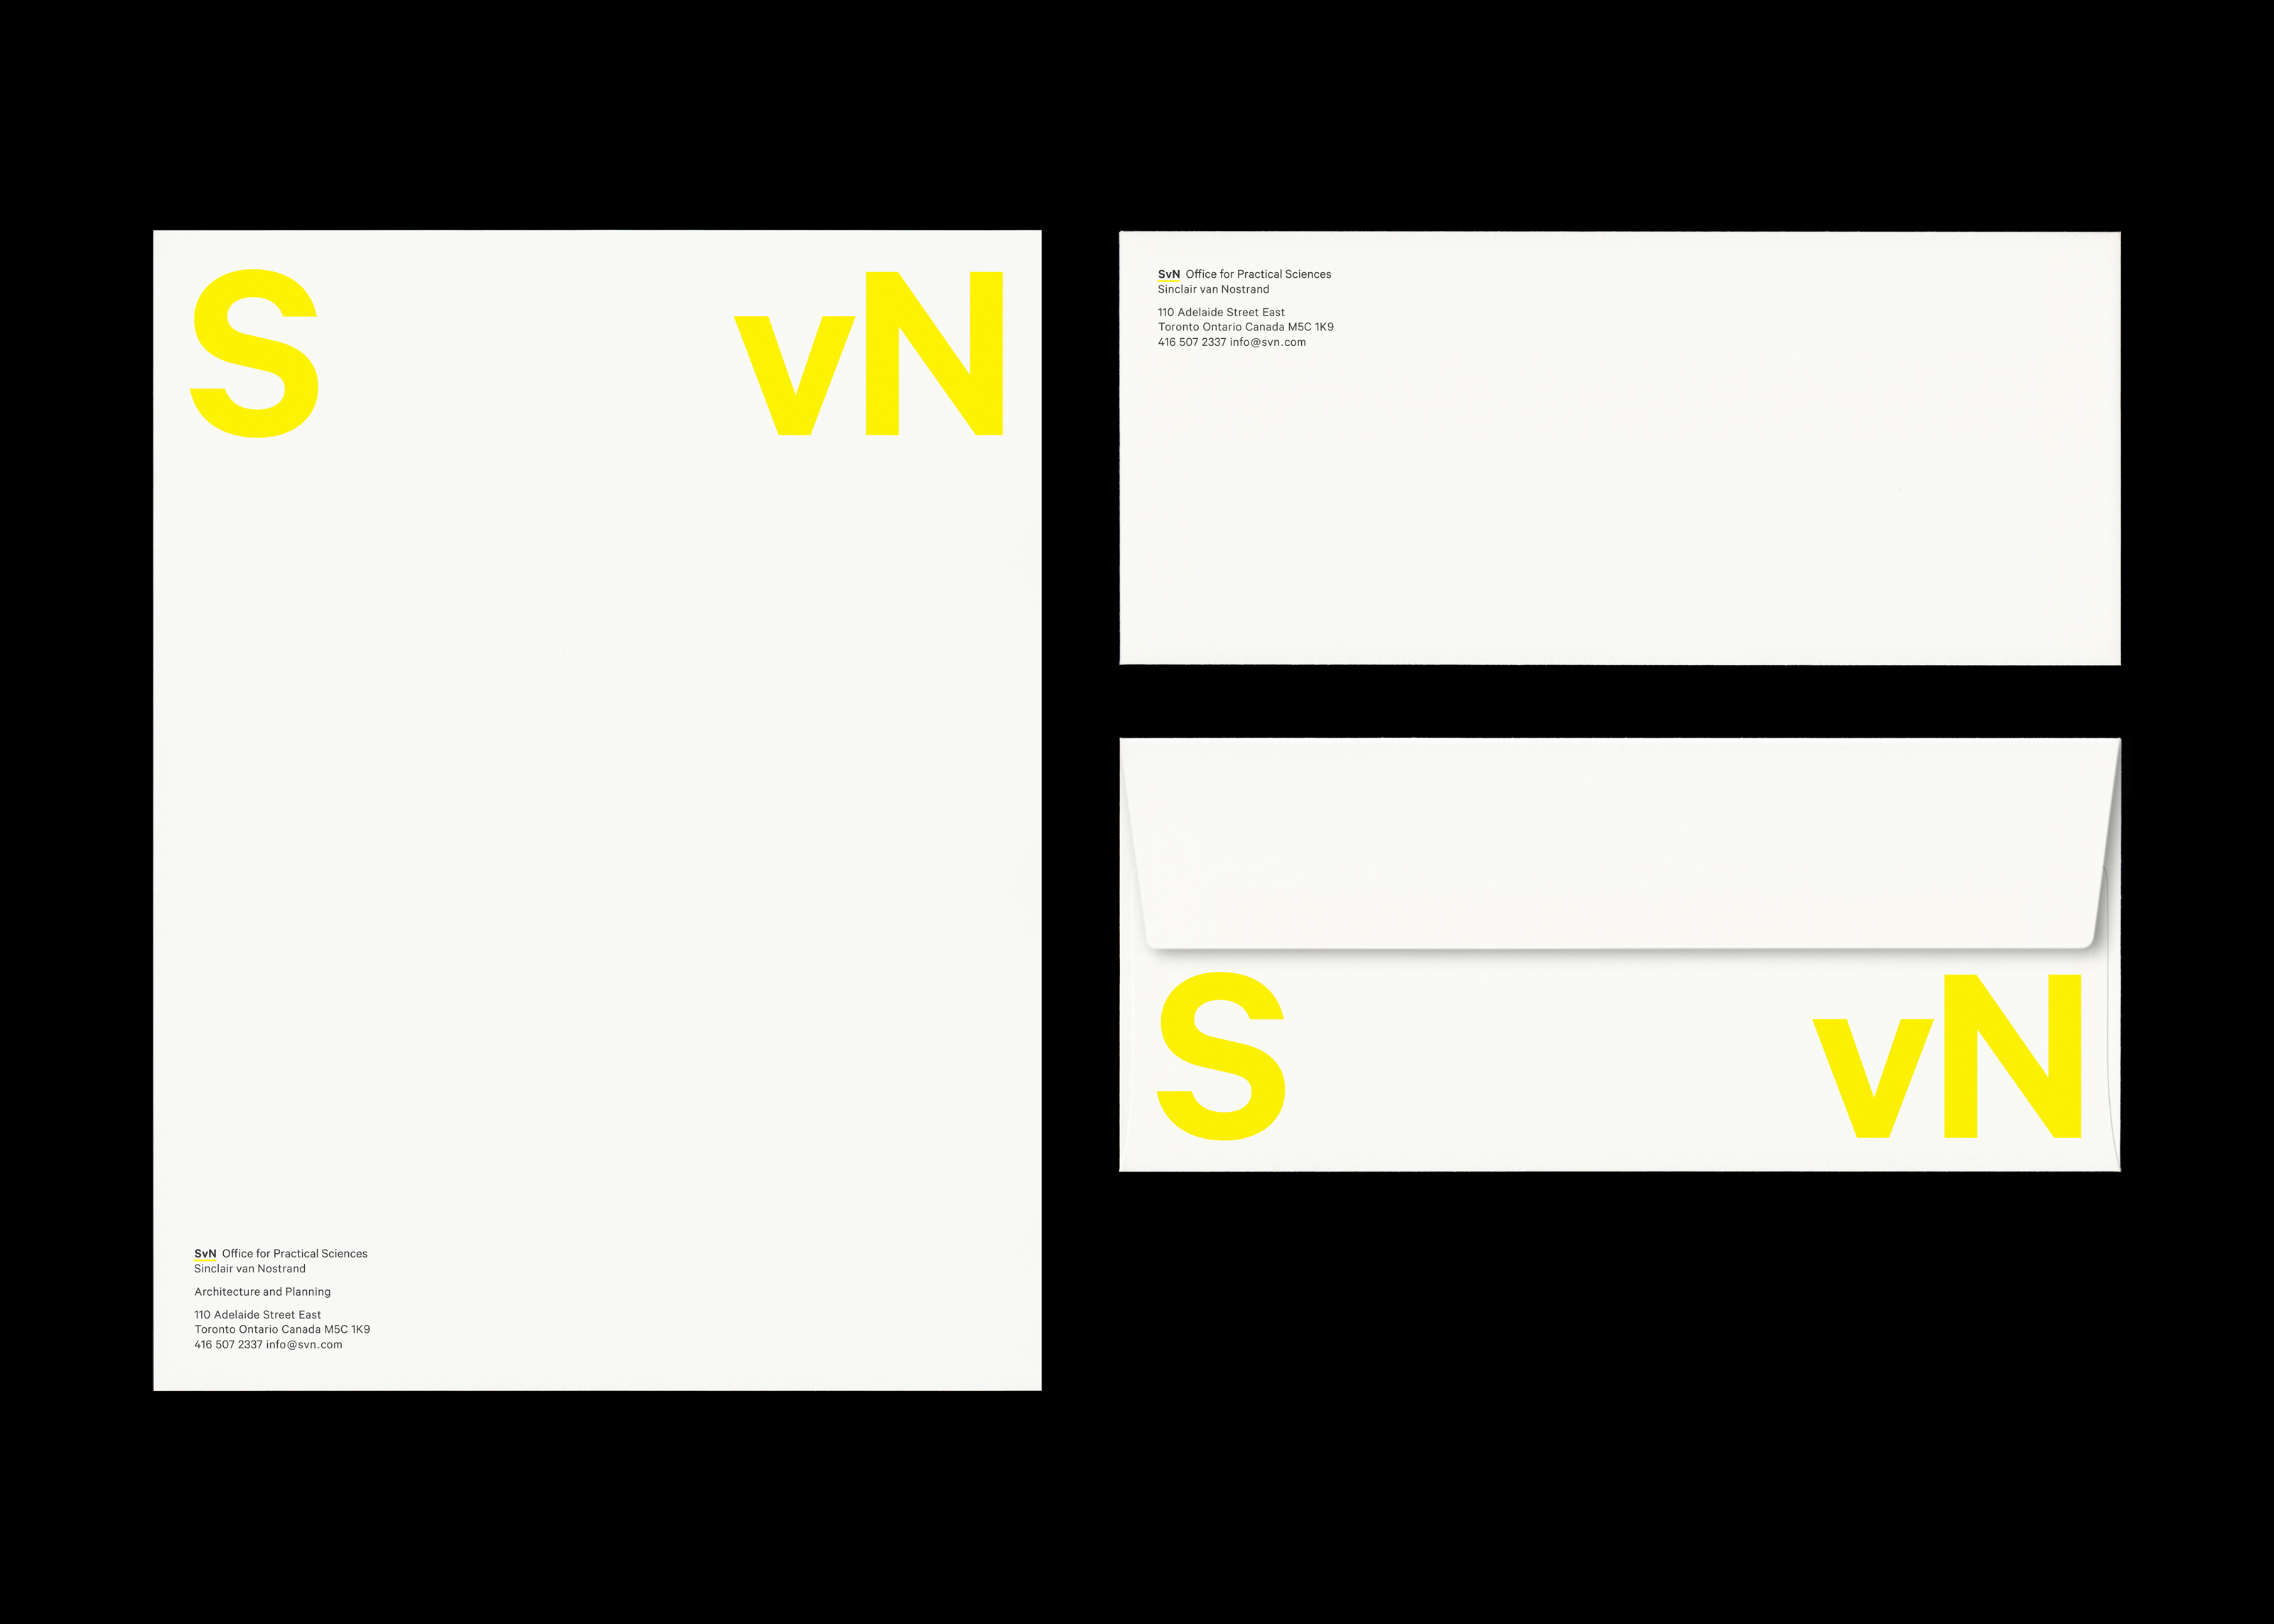 S vN
SvN Office for Practical Sciences
Sinclair van Nostrand
Architecture and Planning
110 Adelaide Street East
Toronto Ontario Canada M5C 1K9
416 507 2337 info@svn.com
SvN Office for Practical Sciences
Sinclair van Nostrand
110 Adelaide Street East
Toronto Ontario Canada M5C 1K9
416 507 2337 info@svn.com
S vN